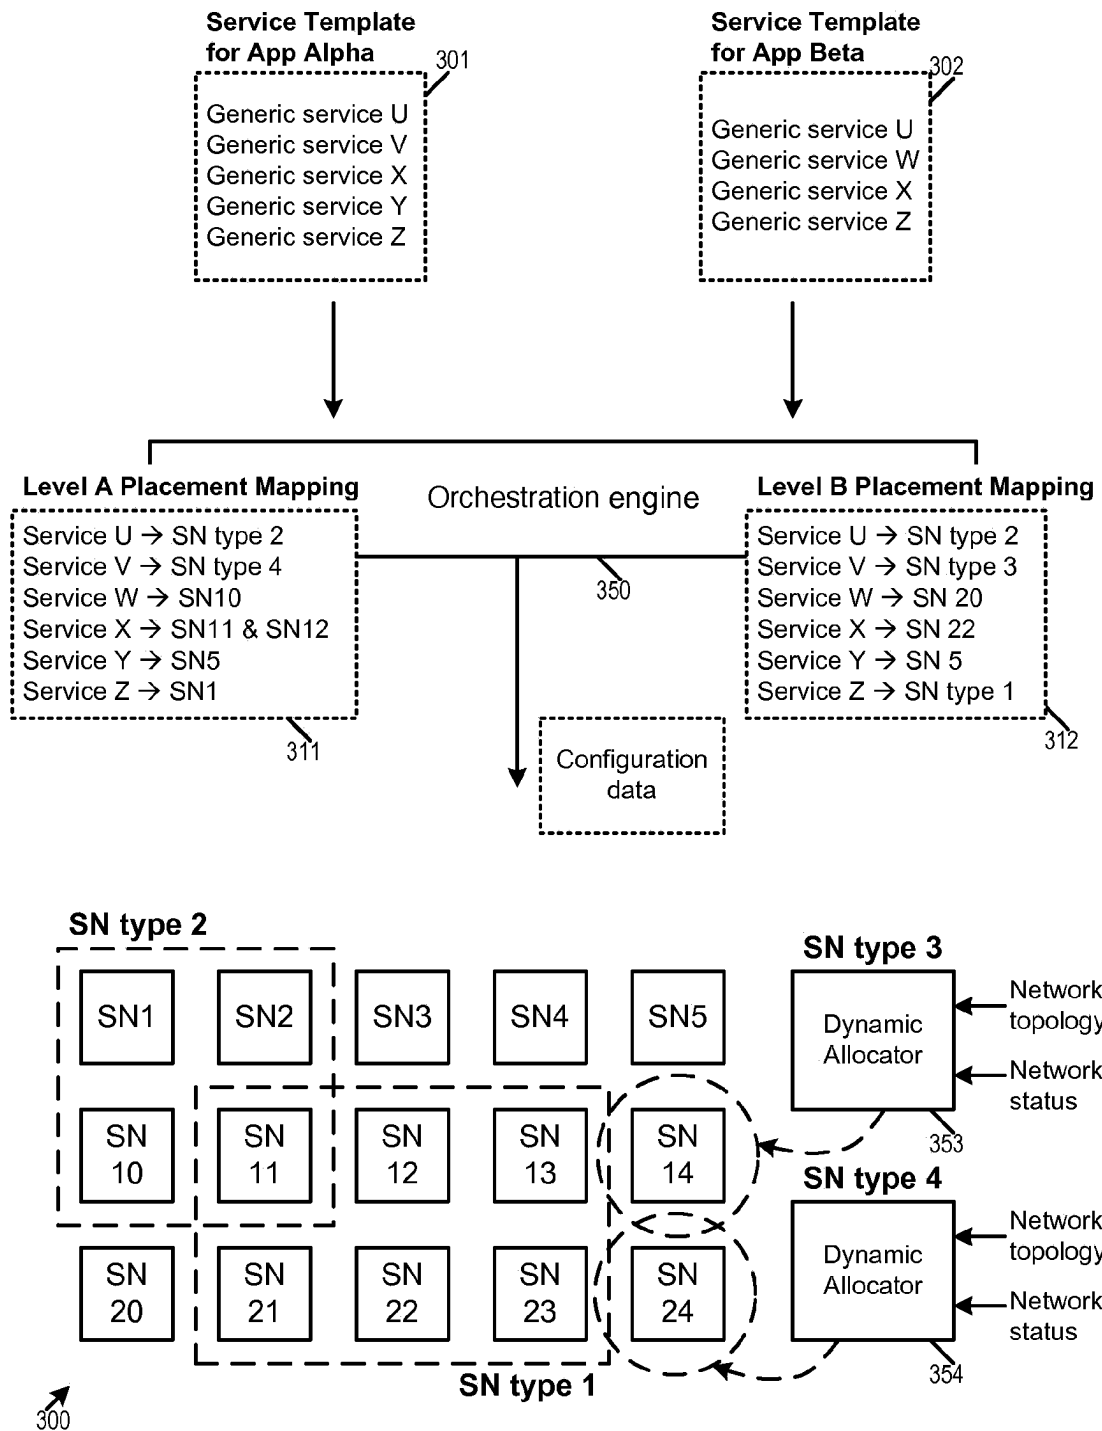 Service Template
for App Alpha
301
Generic service U
Generic service V
Generic service X
Generic service Y
Generic service Z
Service Template
for App Beta
302
Generic service U
Generic service W
Generic service X
Generic service Z
Level A Placement Mapping
Service U → SN type 2
Service V → SN type 4
Service W → SN10
Service X → SN11 & SN12
Service Y → SN5
Service Z → SN1
311
Orchestration engine
350
Level B Placement Mapping
Service U → SN type 2
Service V → SN type 3
Service W → SN 20
Service X → SN 22
Service Y → SN 5
Service Z → SN type 1
312
Configuration
data
SN type 2
SN1
SN2
SN3
SN4
SN5
SN
10
SN
11
SN
12
SN
13
SN
14
SN
20
SN
21
SN
22
SN
23
SN
24
SN type 1
SN type 3
Dynamic
Allocator
Network
topology
Network
status
353
SN type 4
Dynamic
Allocator
Network
topology
Network
status
354
300